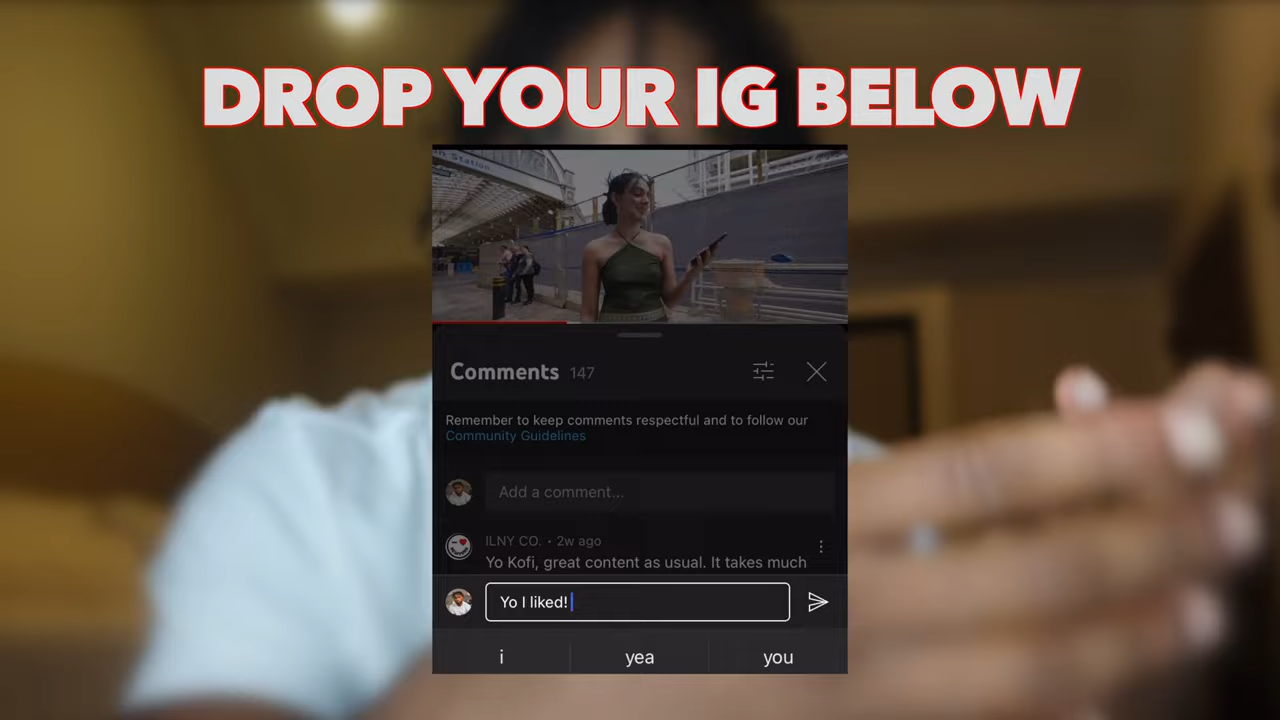 DROP YOUR IG BELOW
n Station
Comments 147
Remember to keep comments respectful and to follow our
Community Guidelines
Add a comment...
ILNY CO. • 2w ago
Yo Kofi, great content as usual. It takes much
Yo I liked!
i yea you